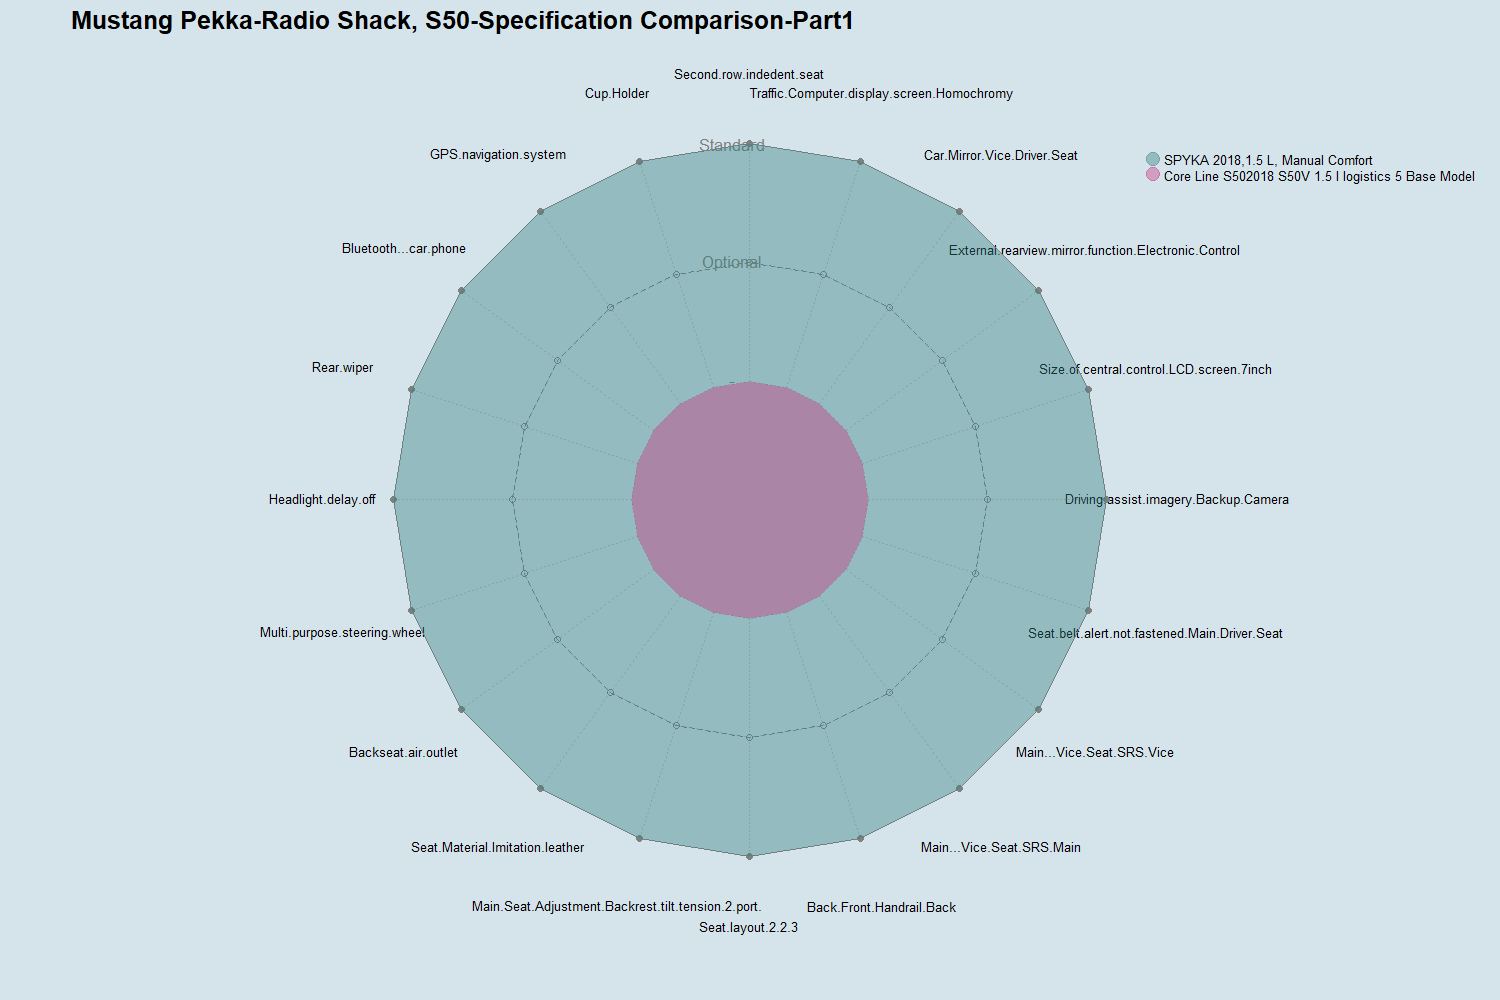 Mustang Pekka-Radio Shack, S50-Specification Comparison-Part1
Second.row.indedent.seat
Cup.Holder
Traffic.Computer.display.screen.Homochromy
Standard
GPS.navigation.system
Car.Mirror.Vice.Driver.Seat
SPYKA 2018,1.5 L, Manual Comfort
Core Line S502018 S50V 1.5 l logistics 5 Base Model
Bluetooth...car.phone
External.rearview.mirror.function.Electronic.Control
Optional
Rear.wiper
Size.of.central.control.LCD.screen.7inch
-
Headlight.delay.off
Driving.assist.imagery.Backup.Camera
Multi.purpose.steering.wheel
Seat.belt.alert.not.fastened.Main.Driver.Seat
Backseat.air.outlet
Main...Vice.Seat.SRS.Vice
Seat.Material.Imitation.leather
Main...Vice.Seat.SRS.Main
Main.Seat.Adjustment.Backrest.tilt.tension.2.port.
Back.Front.Handrail.Back
Seat.layout.2.2.3